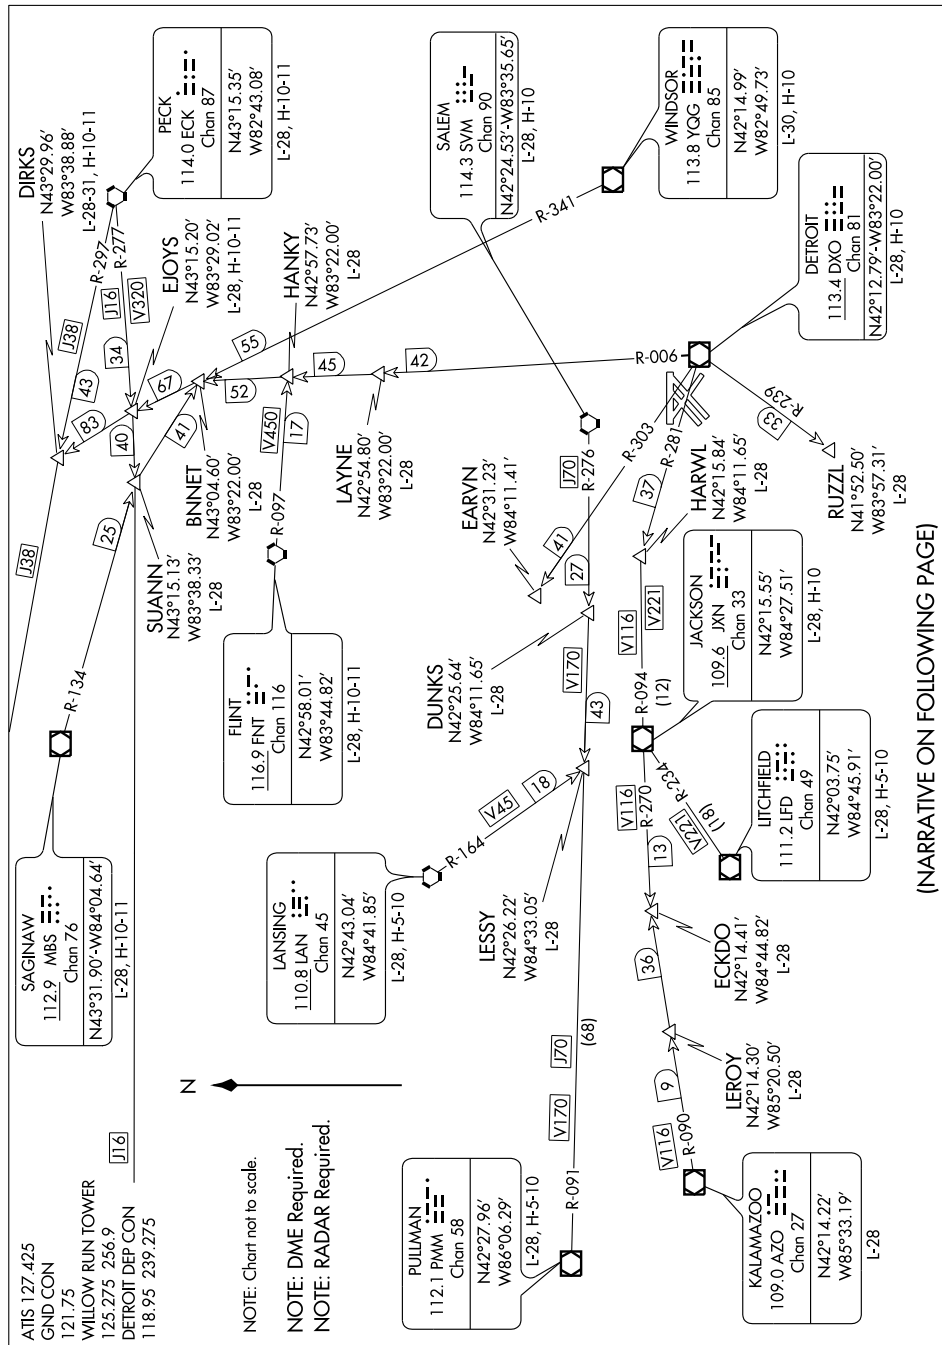 ATIS 127.425
GND CON
121.75
WILLOW RUN TOWER
125.275 256.9
DETROIT DEP CON
118.95 239.275
NOTE: Chart not to scale.
NOTE: DME Required.
NOTE: RADAR Required.
N
SAGINAW
112.9 MBS
Chan 76
N43°31.90'-W84°04.64'
L-28, H-10-11
R-134
25
J38
J38
J16
DIRKS
N43°29.96'
W83°38.88'
L-28-31, H-10-11
PECK
114.0 ECK
Chan 87
N43°15.35'
W82°43.08'
L-28, H-10-11
R-297
R-277
43
J16
V320
34
83
40
67
41
EJOYS
N43°15.20'
W83°29.02'
L-28, H-10-11
SUANN
N43°15.13'
W83°38.33'
L-28
BNNET
N43°04.60'
W83°22.00'
L-28
55
52
HANKY
N42°57.73'
W83°22.00'
L-28
45
FLINT
116.9 FNT
Chan 116
N42°58.01'
W83°44.82'
L-28, H-10-11
R-097
V450
17
LAYNE
N42°54.80'
W83°22.00'
L-28
42
R-006
R-341
SALEM
114.3 SVM
Chan 90
N42°24.53'-W83°35.65'
L-28, H-10
WINDSOR
113.8 YQG
Chan 85
N42°14.99'
W82°49.73'
L-30, H-10
DETROIT
113.4 DXO
Chan 81
N42°12.79'-W83°22.00'
L-28, H-10
LANSING
110.8 LAN
Chan 45
N42°43.04'
W84°41.85'
L-28, H-5-10
R-164
V45
18
EARVN
N42°31.23'
W84°11.41'
L-28
R-303
41
J70
R-276
27
DUNKS
N42°25.64'
W84°11.65'
L-28
V170
43
LESSY
N42°26.22'
W84°33.05'
L-28
PULLMAN
112.1 PMM
Chan 58
N42°27.96'
W86°06.29'
L-28, H-5-10
R-091
V170
J70
(68)
R-281
37
HARWL
N42°15.84'
W84°11.65'
L-28
R-239
33
RUZZL
N41°52.50'
W83°57.31'
L-28
V116
V221
R-094
(12)
JACKSON
109.6 JXN
Chan 33
N42°15.55'
W84°27.51'
L-28, H-10
V116
R-270
13
R-234
V221
(18)
LITCHFIELD
111.2 LFD
Chan 49
N42°03.75'
W84°45.91'
L-28, H-5-10
ECKDO
N42°14.41'
W84°44.82'
L-28
36
LEROY
N42°14.30'
W85°20.50'
L-28
9
V116
R-090
KALAMAZOO
109.0 AZO
Chan 27
N42°14.22'
W85°33.19'
L-28
(NARRATIVE ON FOLLOWING PAGE)